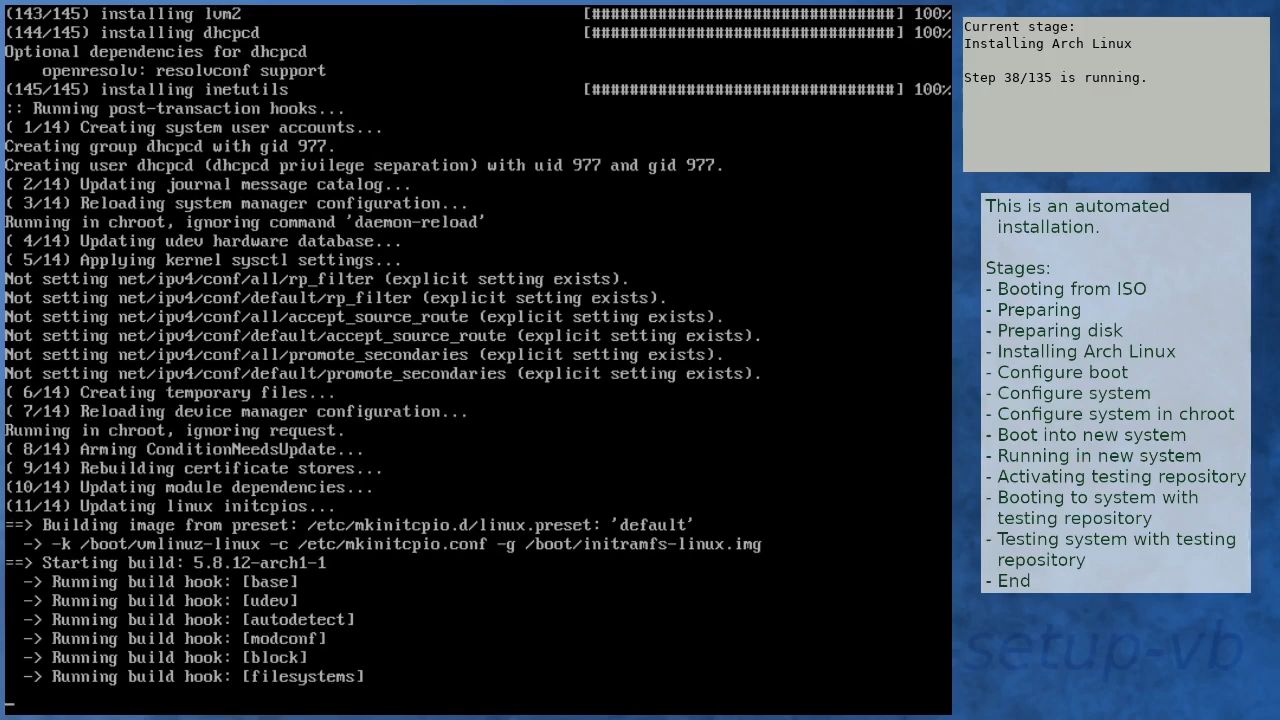 (143/145) installing lvm2 [################################] 100%
(144/145) installing dhcpcd [################################] 100%
Optional dependencies for dhcpcd
openresolv: resolvconf support
(145/145) installing inetutils [################################] 100%
:: Running post-transaction hooks...
( 1/14) Creating system user accounts...
Creating group dhcpcd with gid 977.
Creating user dhcpcd (dhcpcd privilege separation) with uid 977 and gid 977.
( 2/14) Updating journal message catalog...
( 3/14) Reloading system manager configuration...
Running in chroot, ignoring command 'daemon-reload'
( 4/14) Updating udev hardware database...
( 5/14) Applying kernel sysctl settings...
Not setting net/ipv4/conf/all/rp_filter (explicit setting exists).
Not setting net/ipv4/conf/default/rp_filter (explicit setting exists).
Not setting net/ipv4/conf/all/accept_source_route (explicit setting exists).
Not setting net/ipv4/conf/default/accept_source_route (explicit setting exists).
Not setting net/ipv4/conf/all/promote_secondaries (explicit setting exists).
Not setting net/ipv4/conf/default/promote_secondaries (explicit setting exists).
( 6/14) Creating temporary files...
( 7/14) Reloading device manager configuration...
Running in chroot, ignoring request.
( 8/14) Arming ConditionNeedsUpdate...
( 9/14) Rebuilding certificate stores...
(10/14) Updating module dependencies...
(11/14) Updating linux initcpios...
==> Building image from preset: /etc/mkinitcpio.d/linux.preset: 'default'
-> -k /boot/vmlinuz-linux -c /etc/mkinitcpio.conf -g /boot/initramfs-linux.img
==> Starting build: 5.8.12-arch1-1
-> Running build hook: [base]
-> Running build hook: [udev]
-> Running build hook: [autodetect]
-> Running build hook: [modconf]
-> Running build hook: [block]
-> Running build hook: [filesystems]
Current stage:
Installing Arch Linux
Step 38/135 is running.
This is an automated
installation.
Stages:
- Booting from ISO
- Preparing
- Preparing disk
- Installing Arch Linux
- Configure boot
- Configure system
- Configure system in chroot
- Boot into new system
- Running in new system
- Activating testing repository
- Booting to system with
testing repository
- Testing system with testing
repository
- End
setup-vb